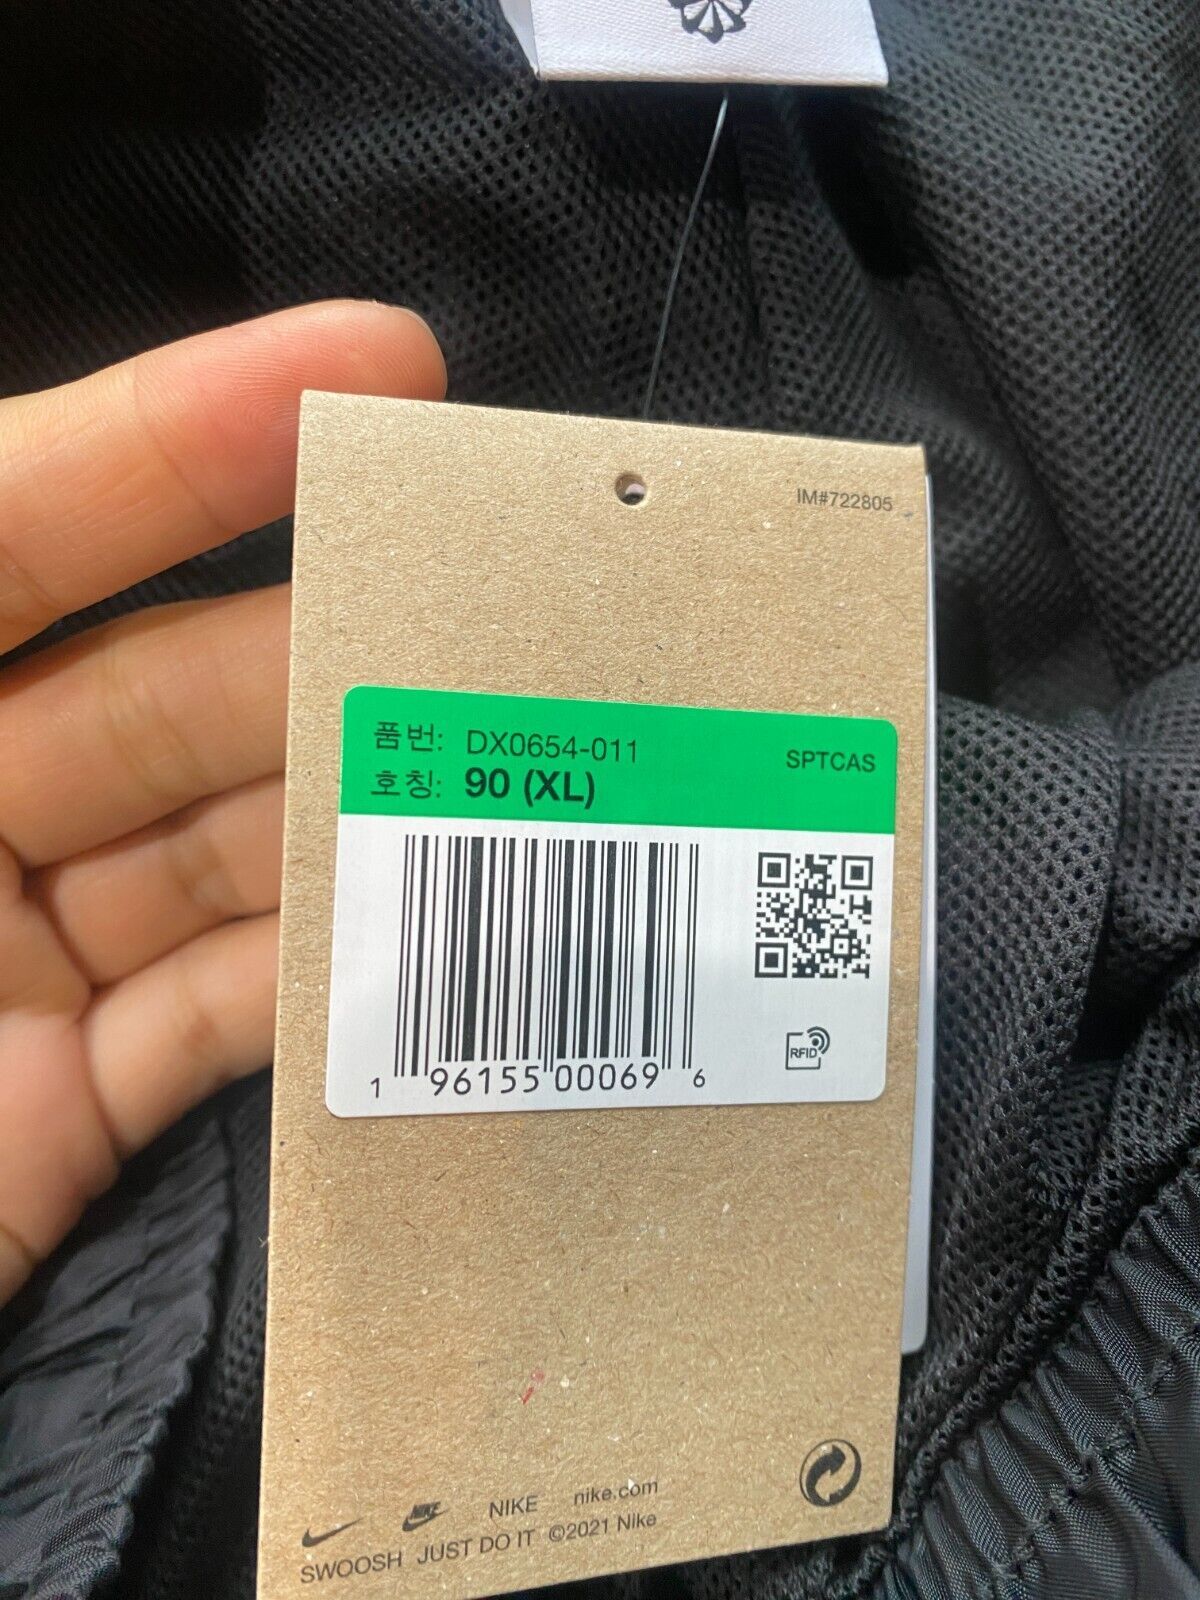 IM#722805
품번: DX0654-011
SPTCAS
호칭: 90 (XL)
1 96155 00069 6
RFID
NIKE NIKE nike.com
SWOOSH JUST DO IT ©2021 Nike